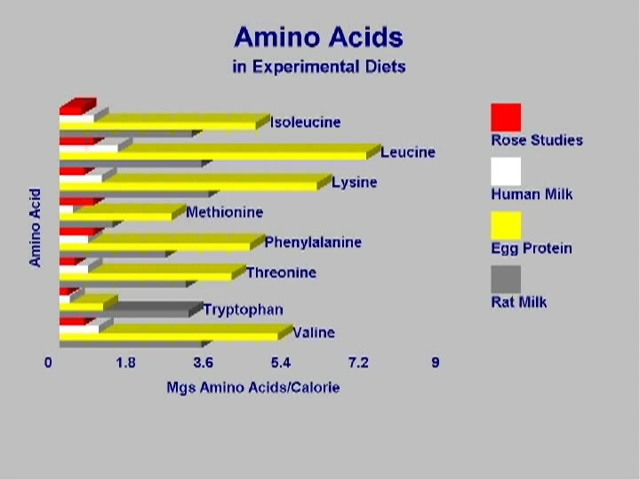 Amino Acids
in Experimental Diets
Isoleucine
Leucine
Lysine
Methionine
Phenylalanine
Threonine
Tryptophan
Valine
Amino Acid
0 1.8 3.6 5.4 7.2 9
Mgs Amino Acids/Calorie
Rose Studies
Human Milk
Egg Protein
Rat Milk